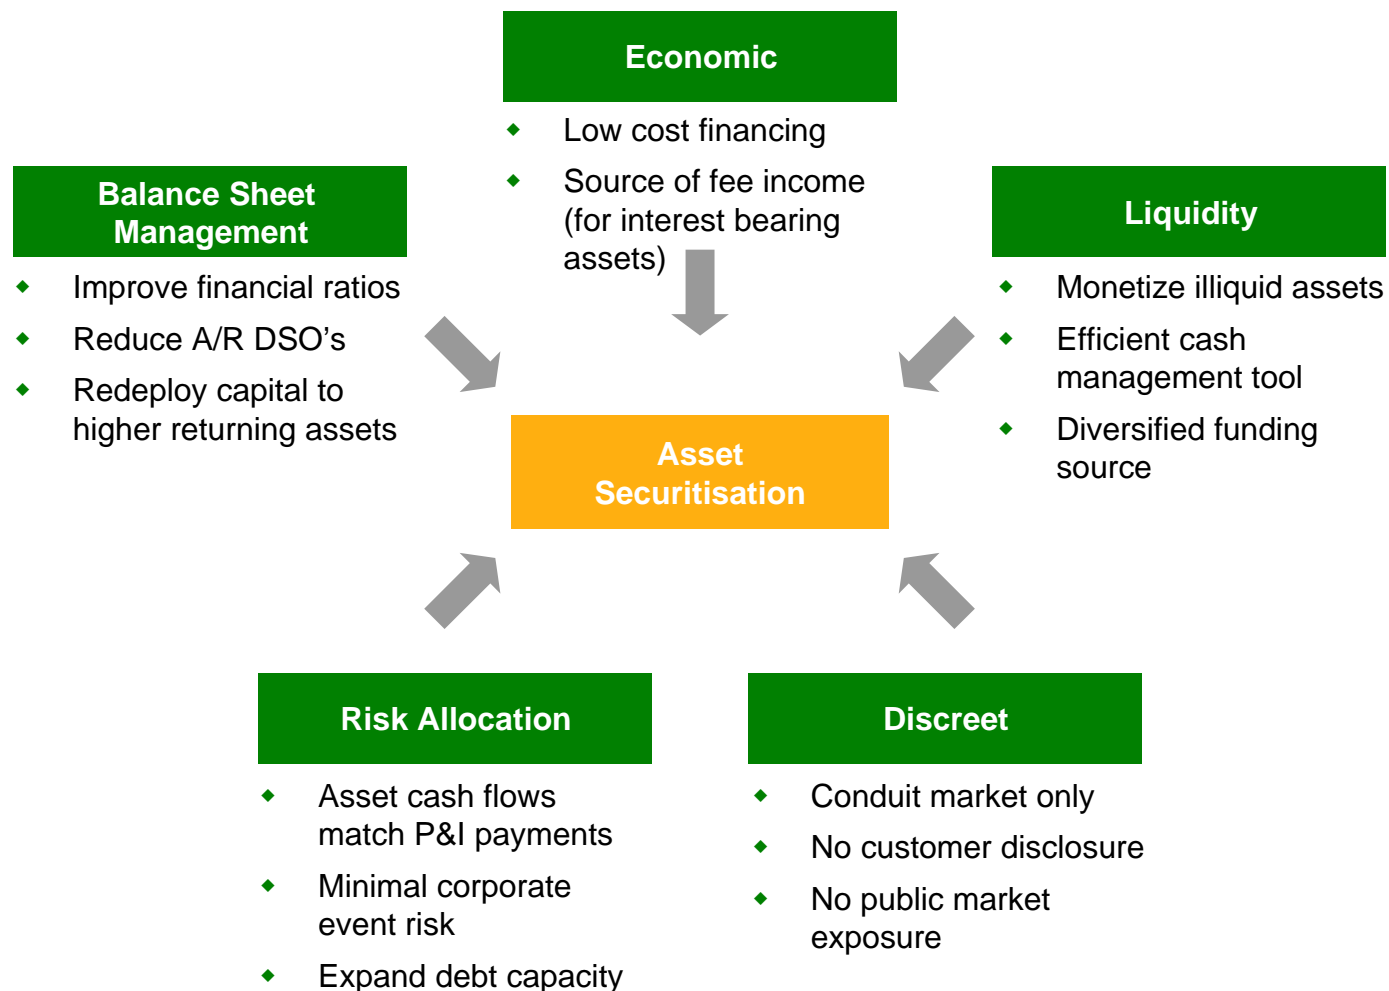 Economic
Low cost financing
Source of fee income
(for interest bearing
assets)
Balance Sheet
Management
Improve financial ratios
Reduce A/R DSO’s
Redeploy capital to
higher returning assets
Liquidity
Monetize illiquid assets
Efficient cash
management tool
Diversified funding
source
Asset
Securitisation
Risk Allocation
Asset cash flows
match P&I payments
Minimal corporate
event risk
Expand debt capacity
Discreet
Conduit market only
No customer disclosure
No public market
exposure